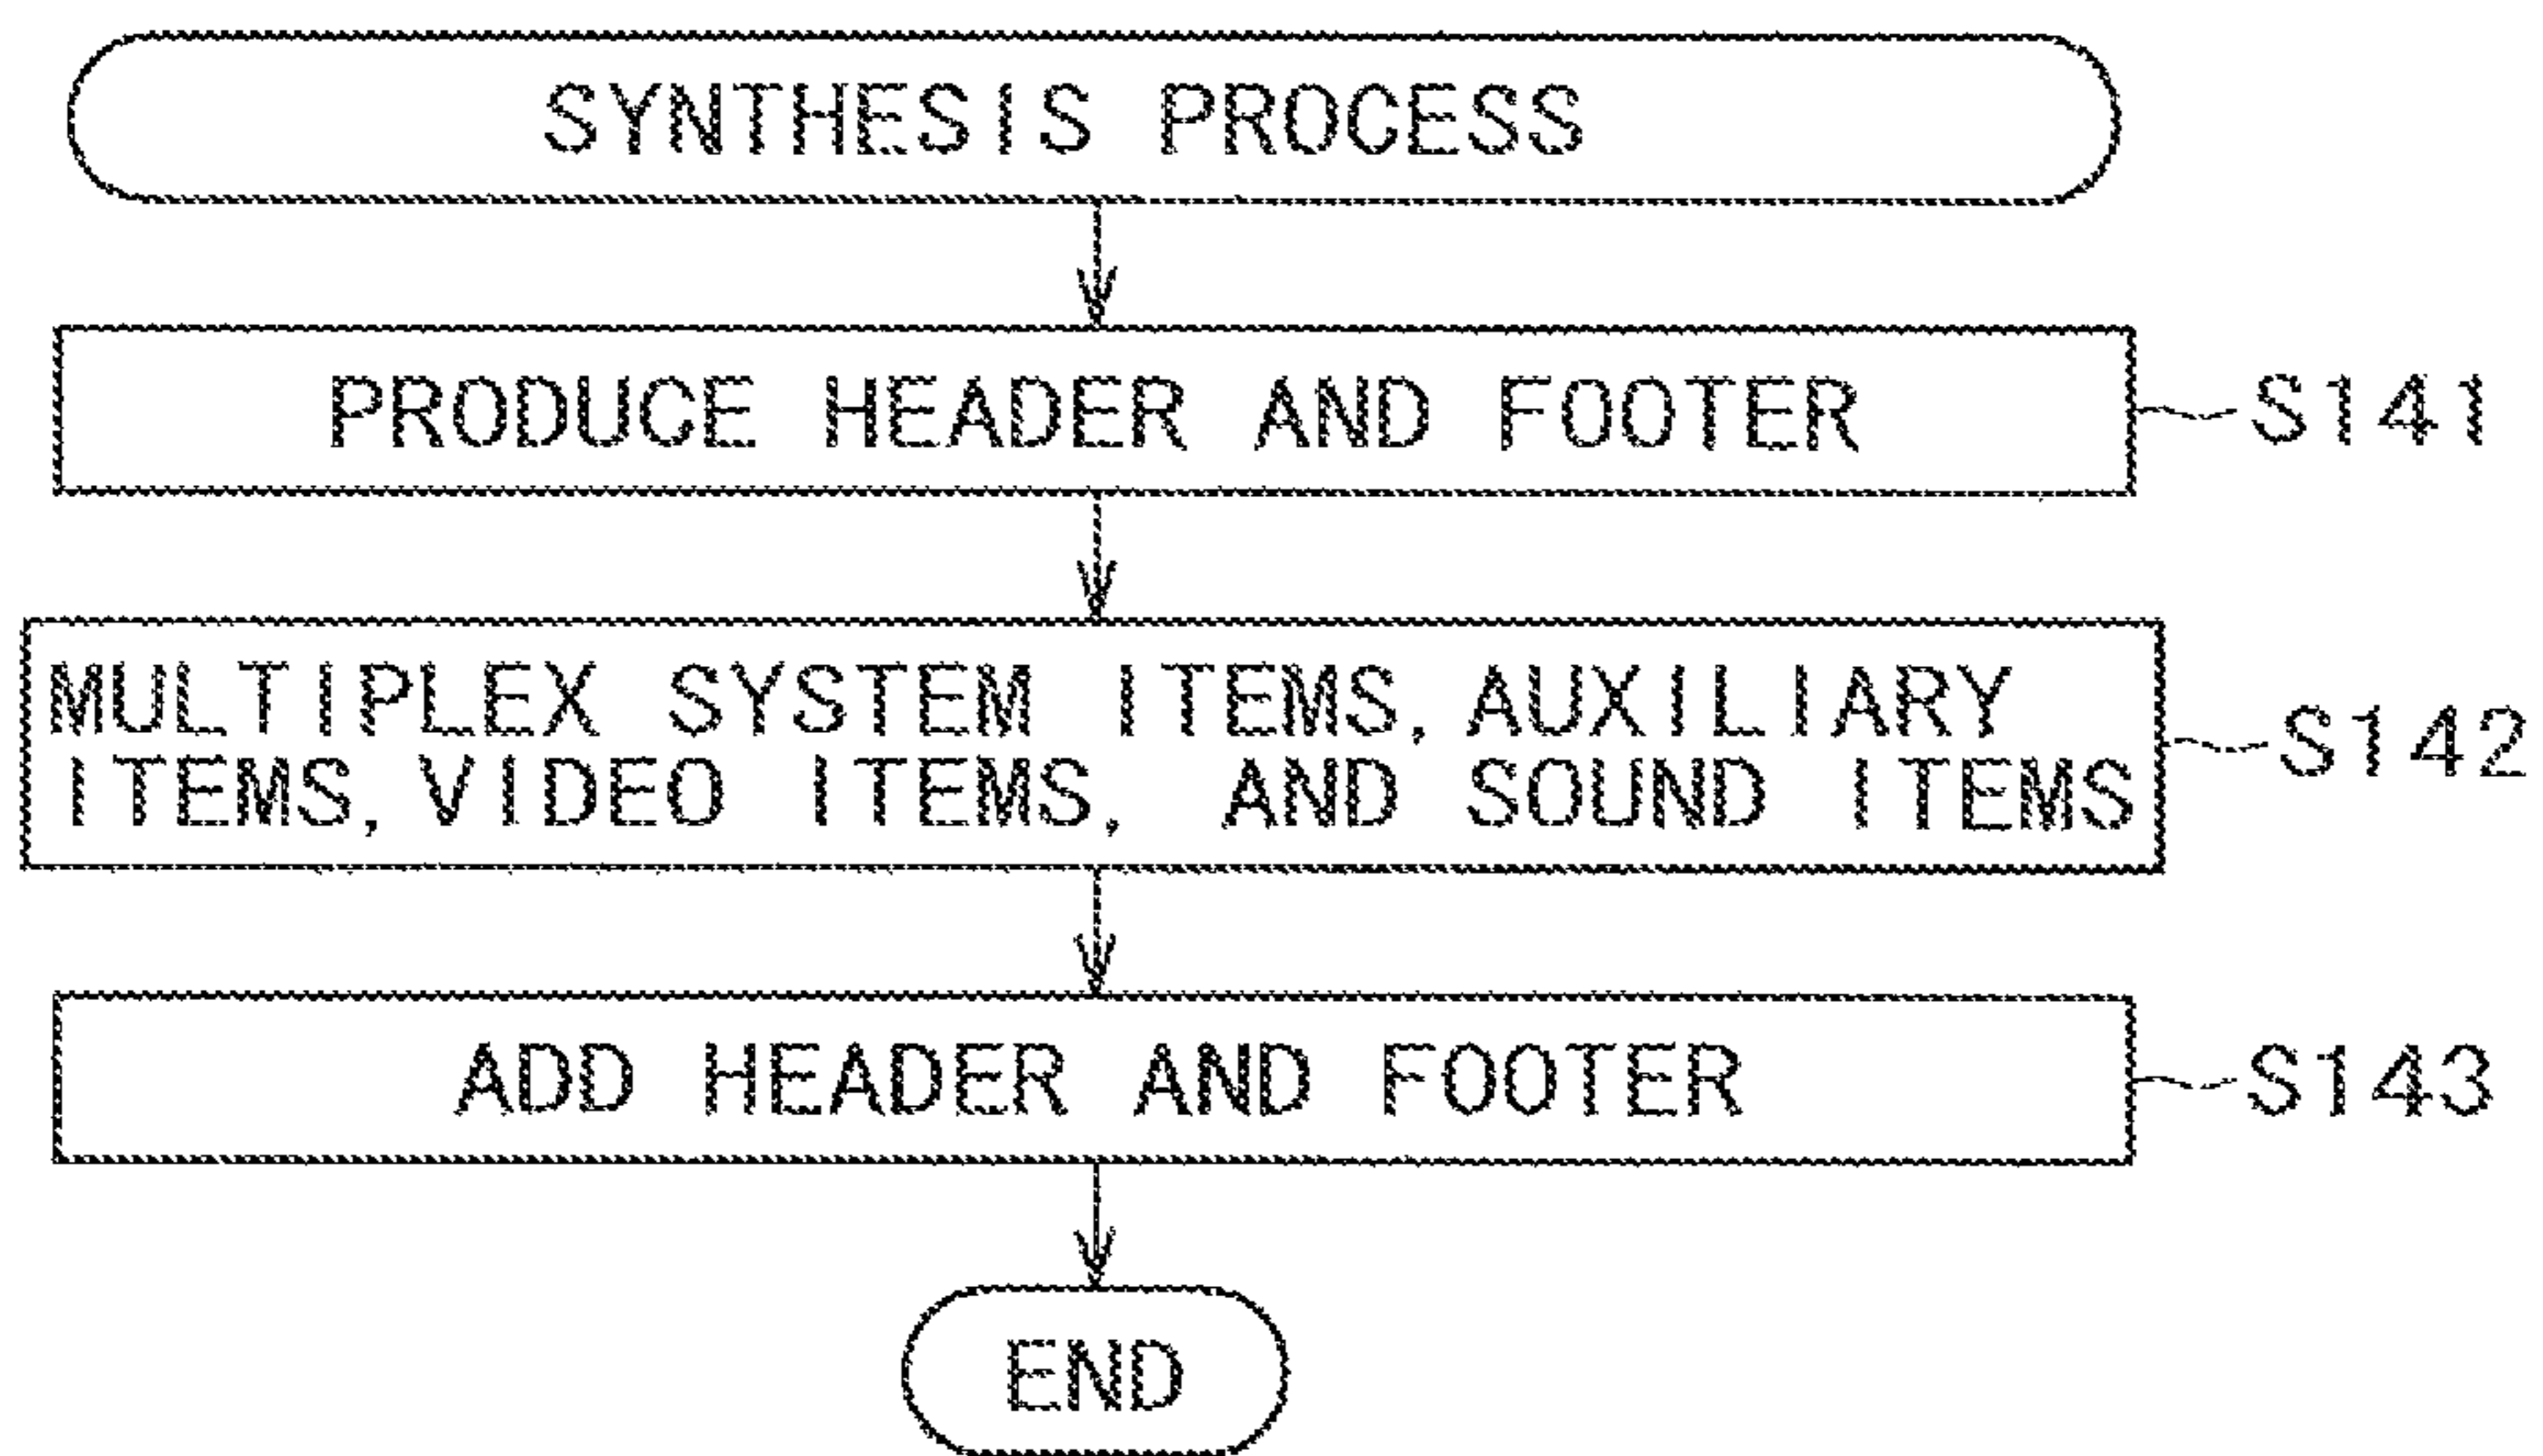 SYNTHESIS PROCESS
PRODUCE HEADER AND FOOTER
S141
MULTIPLEX SYSTEM ITEMS, AUXILIARY
ITEMS, VIDEO ITEMS, AND SOUND ITEMS
S142
ADD HEADER AND FOOTER
S143
END